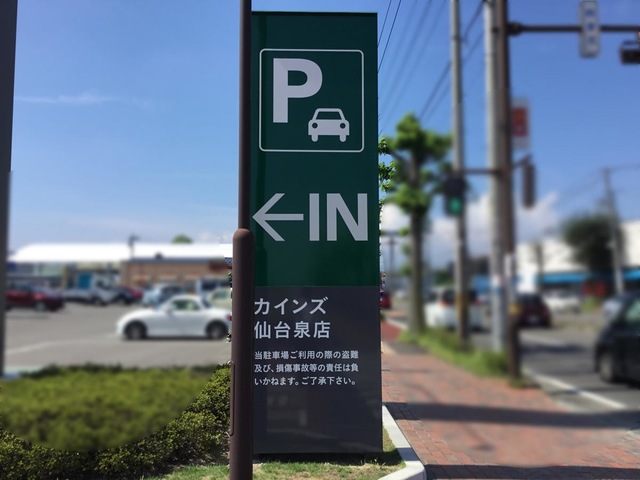 P
←IN
カインズ
仙台泉店
当駐車場ご利用の際の盗難
及び、損傷事故等の責任は負
いかねます。ご了承下さい。